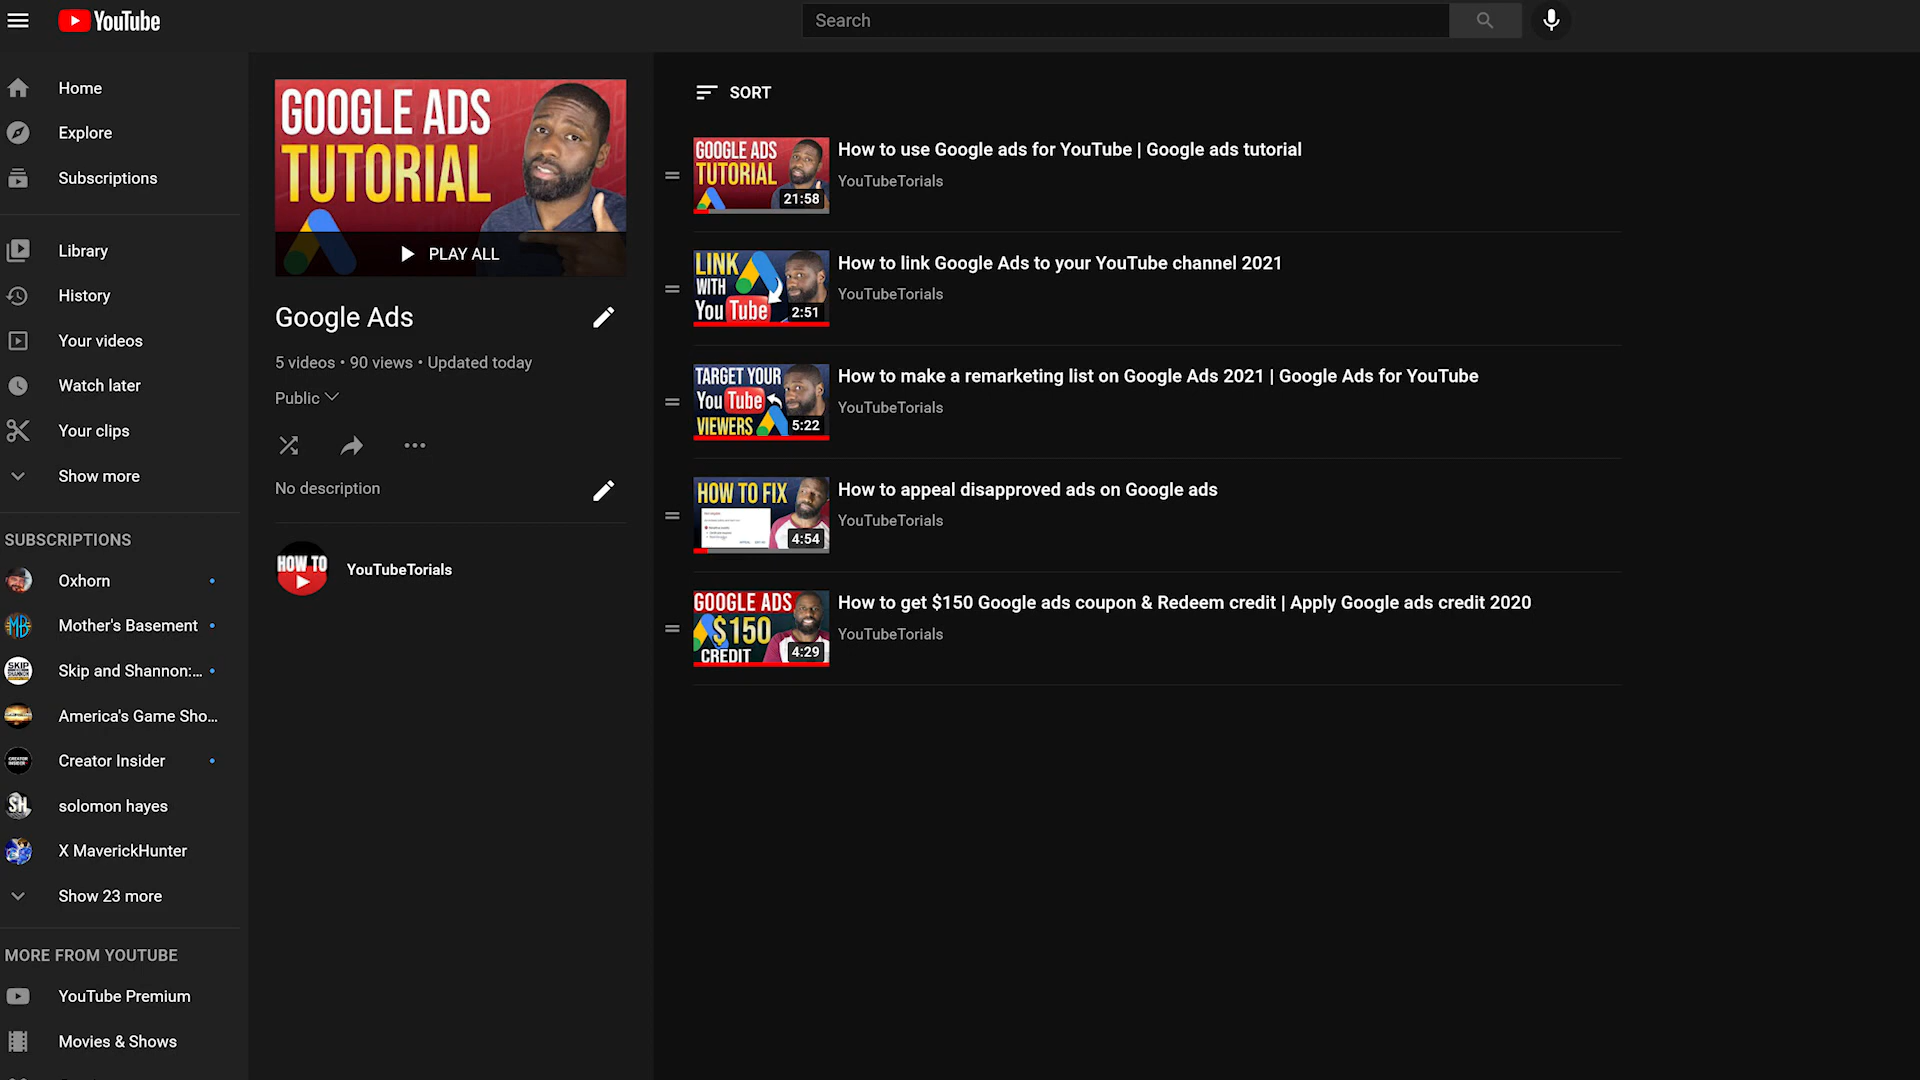 YouTube
Search
Home
Explore
Subscriptions
Library
History
Your videos
Watch later
Your clips
Show more
SUBSCRIPTIONS
Oxhorn
Mother's Basement
SKIP
Skip and Shannon:...
America's Game Sho...
CREATOR
INSIDER
Creator Insider
SH
solomon hayes
X MaverickHunter
Show 23 more
MORE FROM YOUTUBE
YouTube Premium
Movies & Shows
GOOGLE ADS
TUTORIAL
PLAY ALL
Google Ads
5 videos • 90 views • Updated today
Public
No description
HOW TO
YouTubeTorials
SORT
GOOGLE ADS
TUTORIAL
21:58
How to use Google ads for YouTube | Google ads tutorial
YouTubeTorials
LINK
WITH
YouTube
2:51
How to link Google Ads to your YouTube channel 2021
YouTubeTorials
TARGET YOUR
YouTube
VIEWERS
5:22
How to make a remarketing list on Google Ads 2021 | Google Ads for YouTube
YouTubeTorials
HOW TO FIX
4:54
How to appeal disapproved ads on Google ads
YouTubeTorials
GOOGLE ADS
$150
CREDIT
4:29
How to get $150 Google ads coupon & Redeem credit | Apply Google ads credit 2020
YouTubeTorials